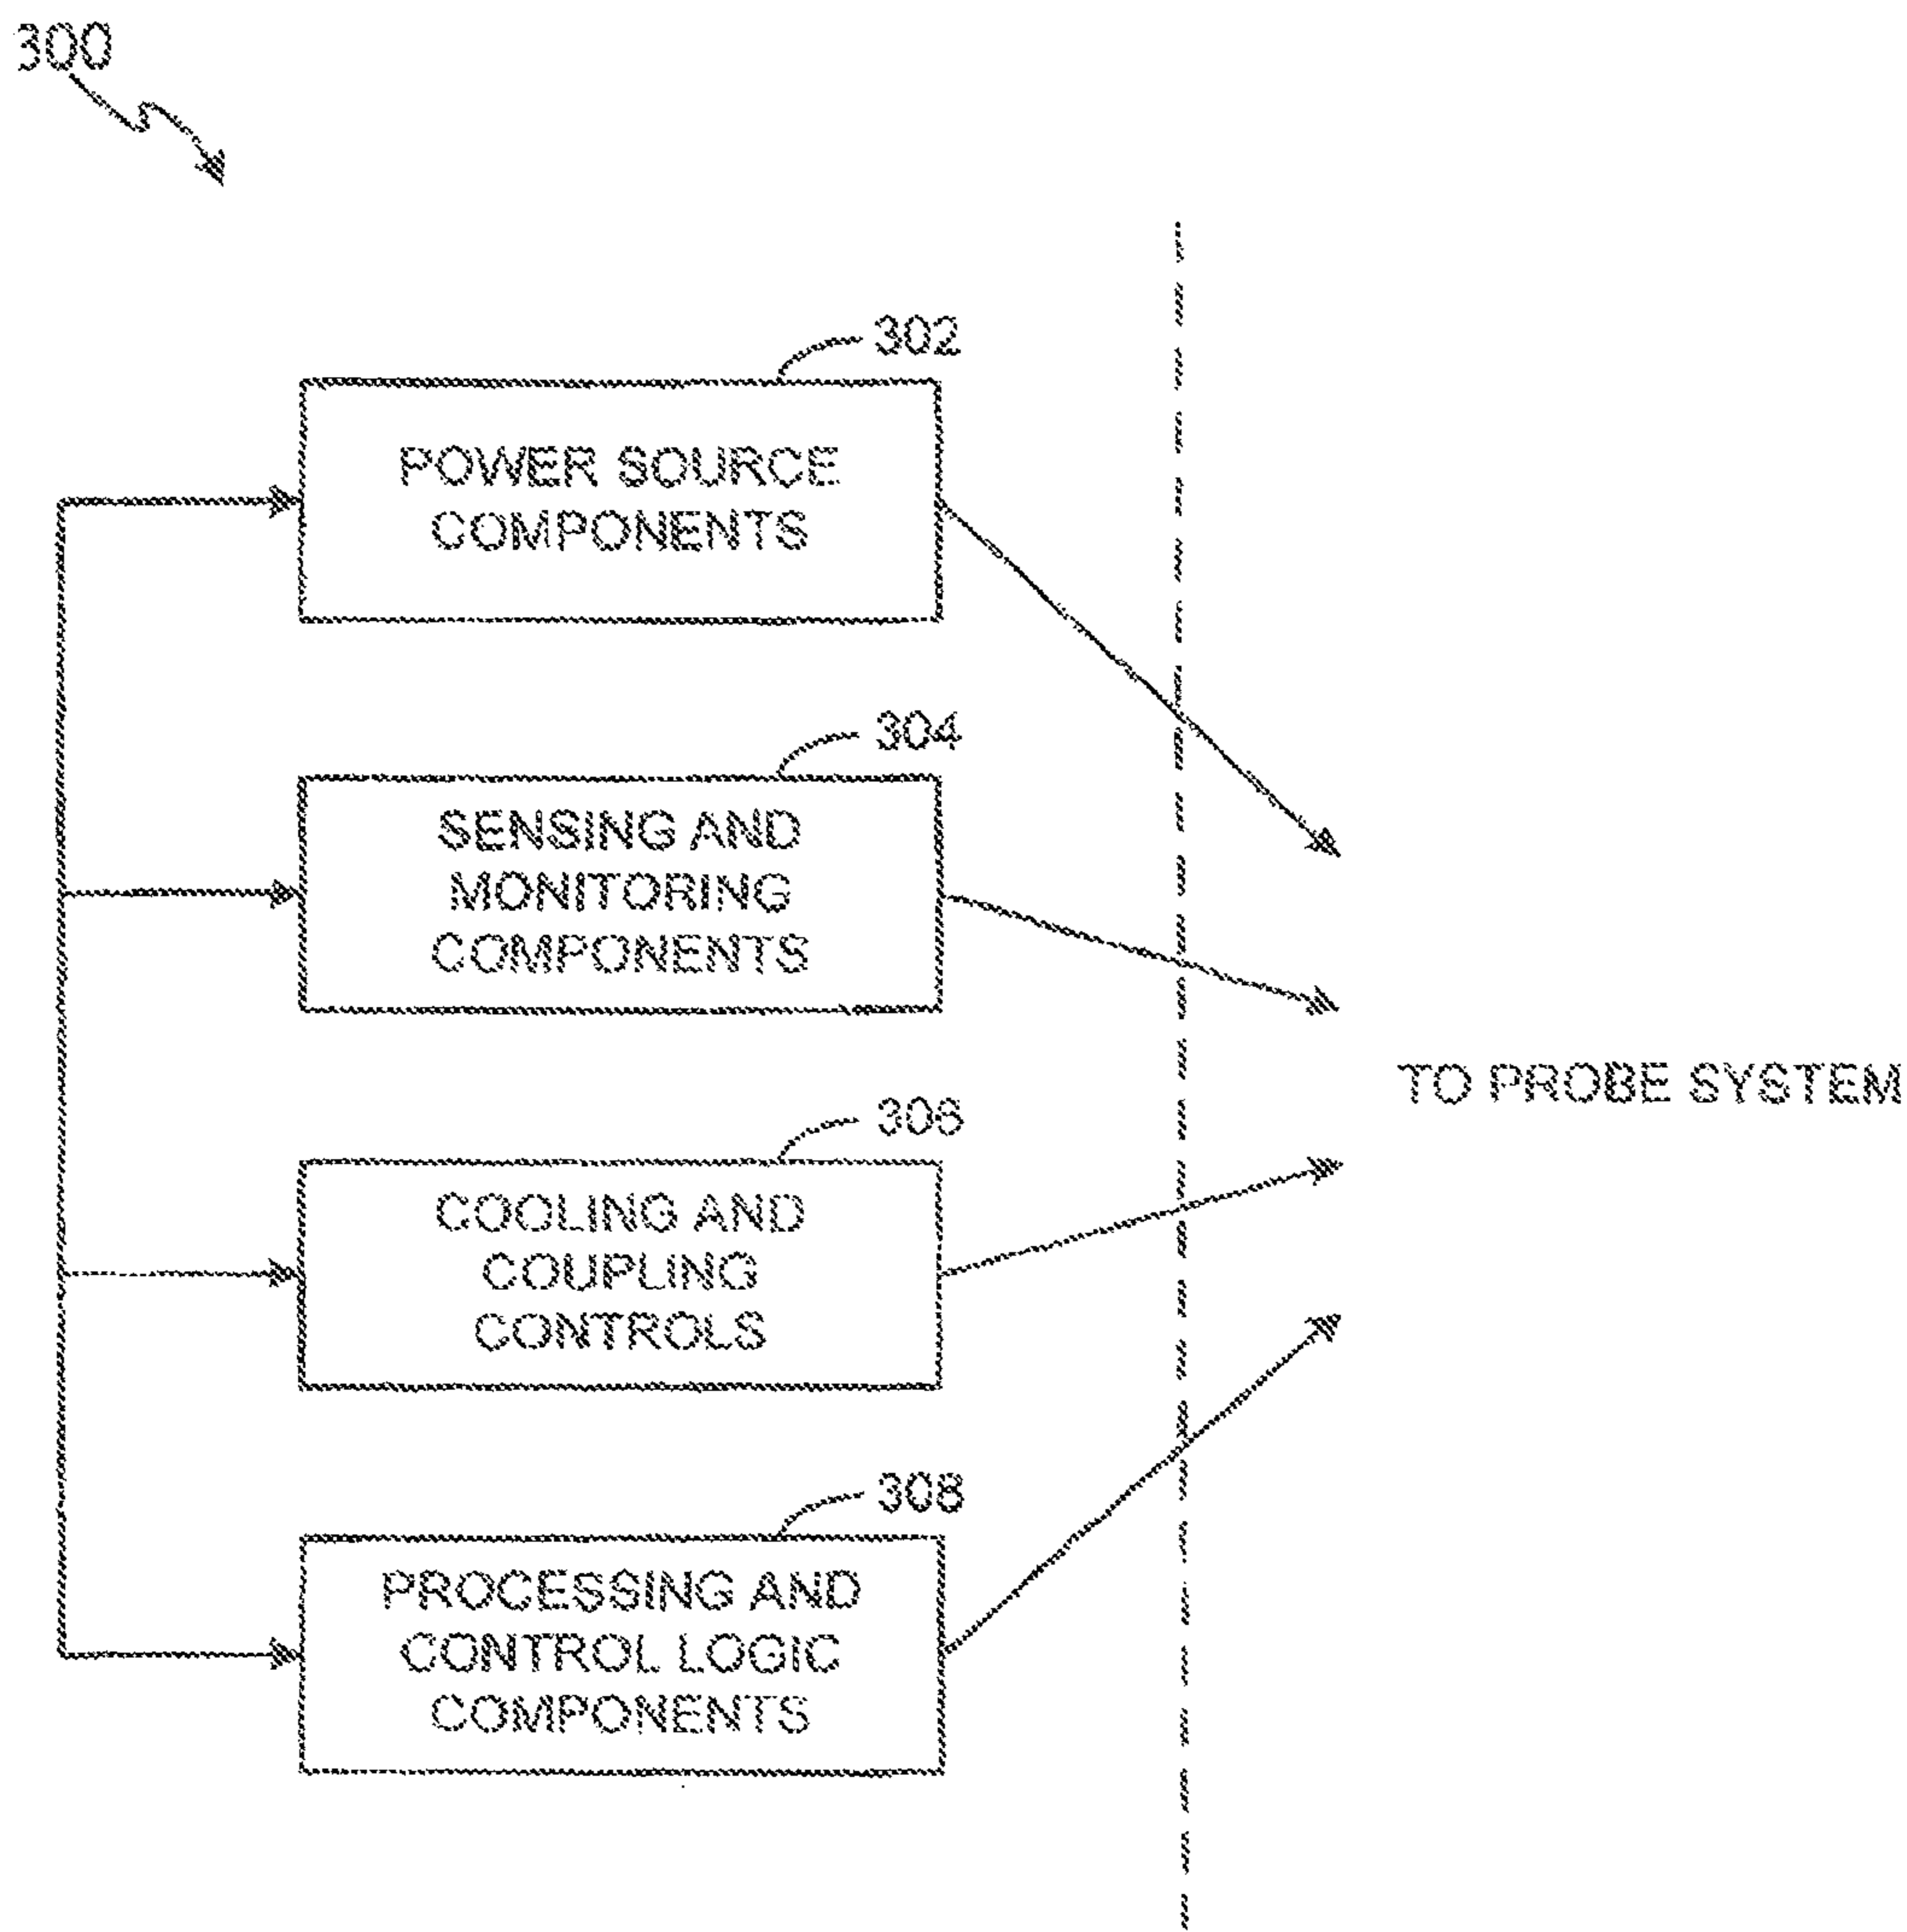 300
302
POWER SOURCE
COMPONENTS
304
SENSING AND
MONITORING
COMPONENTS
TO PROBE SYSTEM
306
COOLING AND
COUPLING
CONTROLS
308
PROCESSING AND
CONTROL LOGIC
COMPONENTS